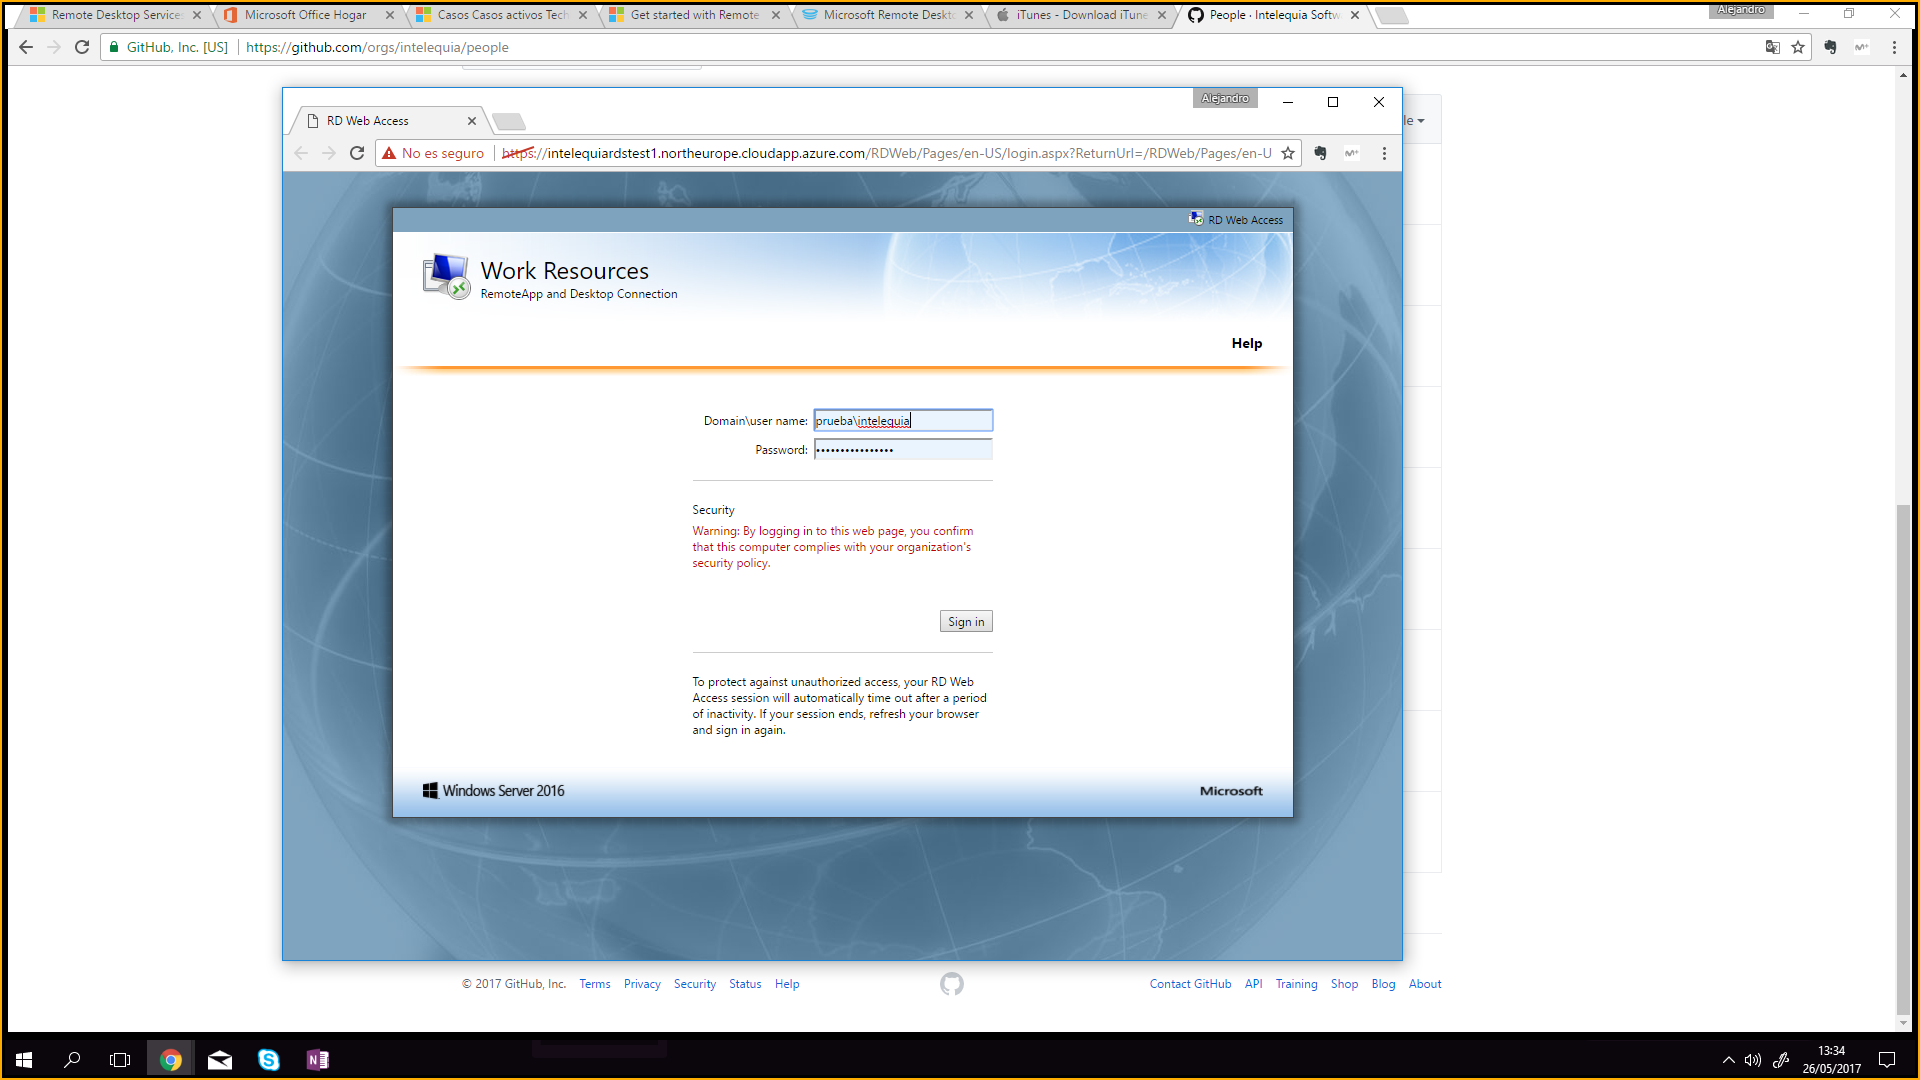 Remote Desktop Service
Microsoft Office Hogar
Casos Casos activos Tech
Get started with Remote
Microsoft Remote Deskto
iTunes - Download iTune
People · Intelequia Softw
Alejandro
GitHub, Inc. [US]
https://github.com/orgs/intelequia/people
Alejandro
RD Web Access
le
No es seguro
https://intelequiardstest1.northeurope.cloudapp.azure.com/RDWeb/Pages/en-US/login.aspx?ReturnUrl=/RDWeb/Pages/en-U
RD Web Access
Work Resources
RemoteApp and Desktop Connection
Help
Domain\user name: prueba\intelequia
Password: ••••••••••••••••
Security
Warning: By logging in to this web page, you confirm
that this computer complies with your organization's
security policy.
Sign in
To protect against unauthorized access, your RD Web
Access session will automatically time out after a period
of inactivity. If your session ends, refresh your browser
and sign in again.
Windows Server 2016
Microsoft
© 2017 GitHub, Inc. Terms Privacy Security Status Help
Contact GitHub API Training Shop Blog About
13:34
26/05/2017